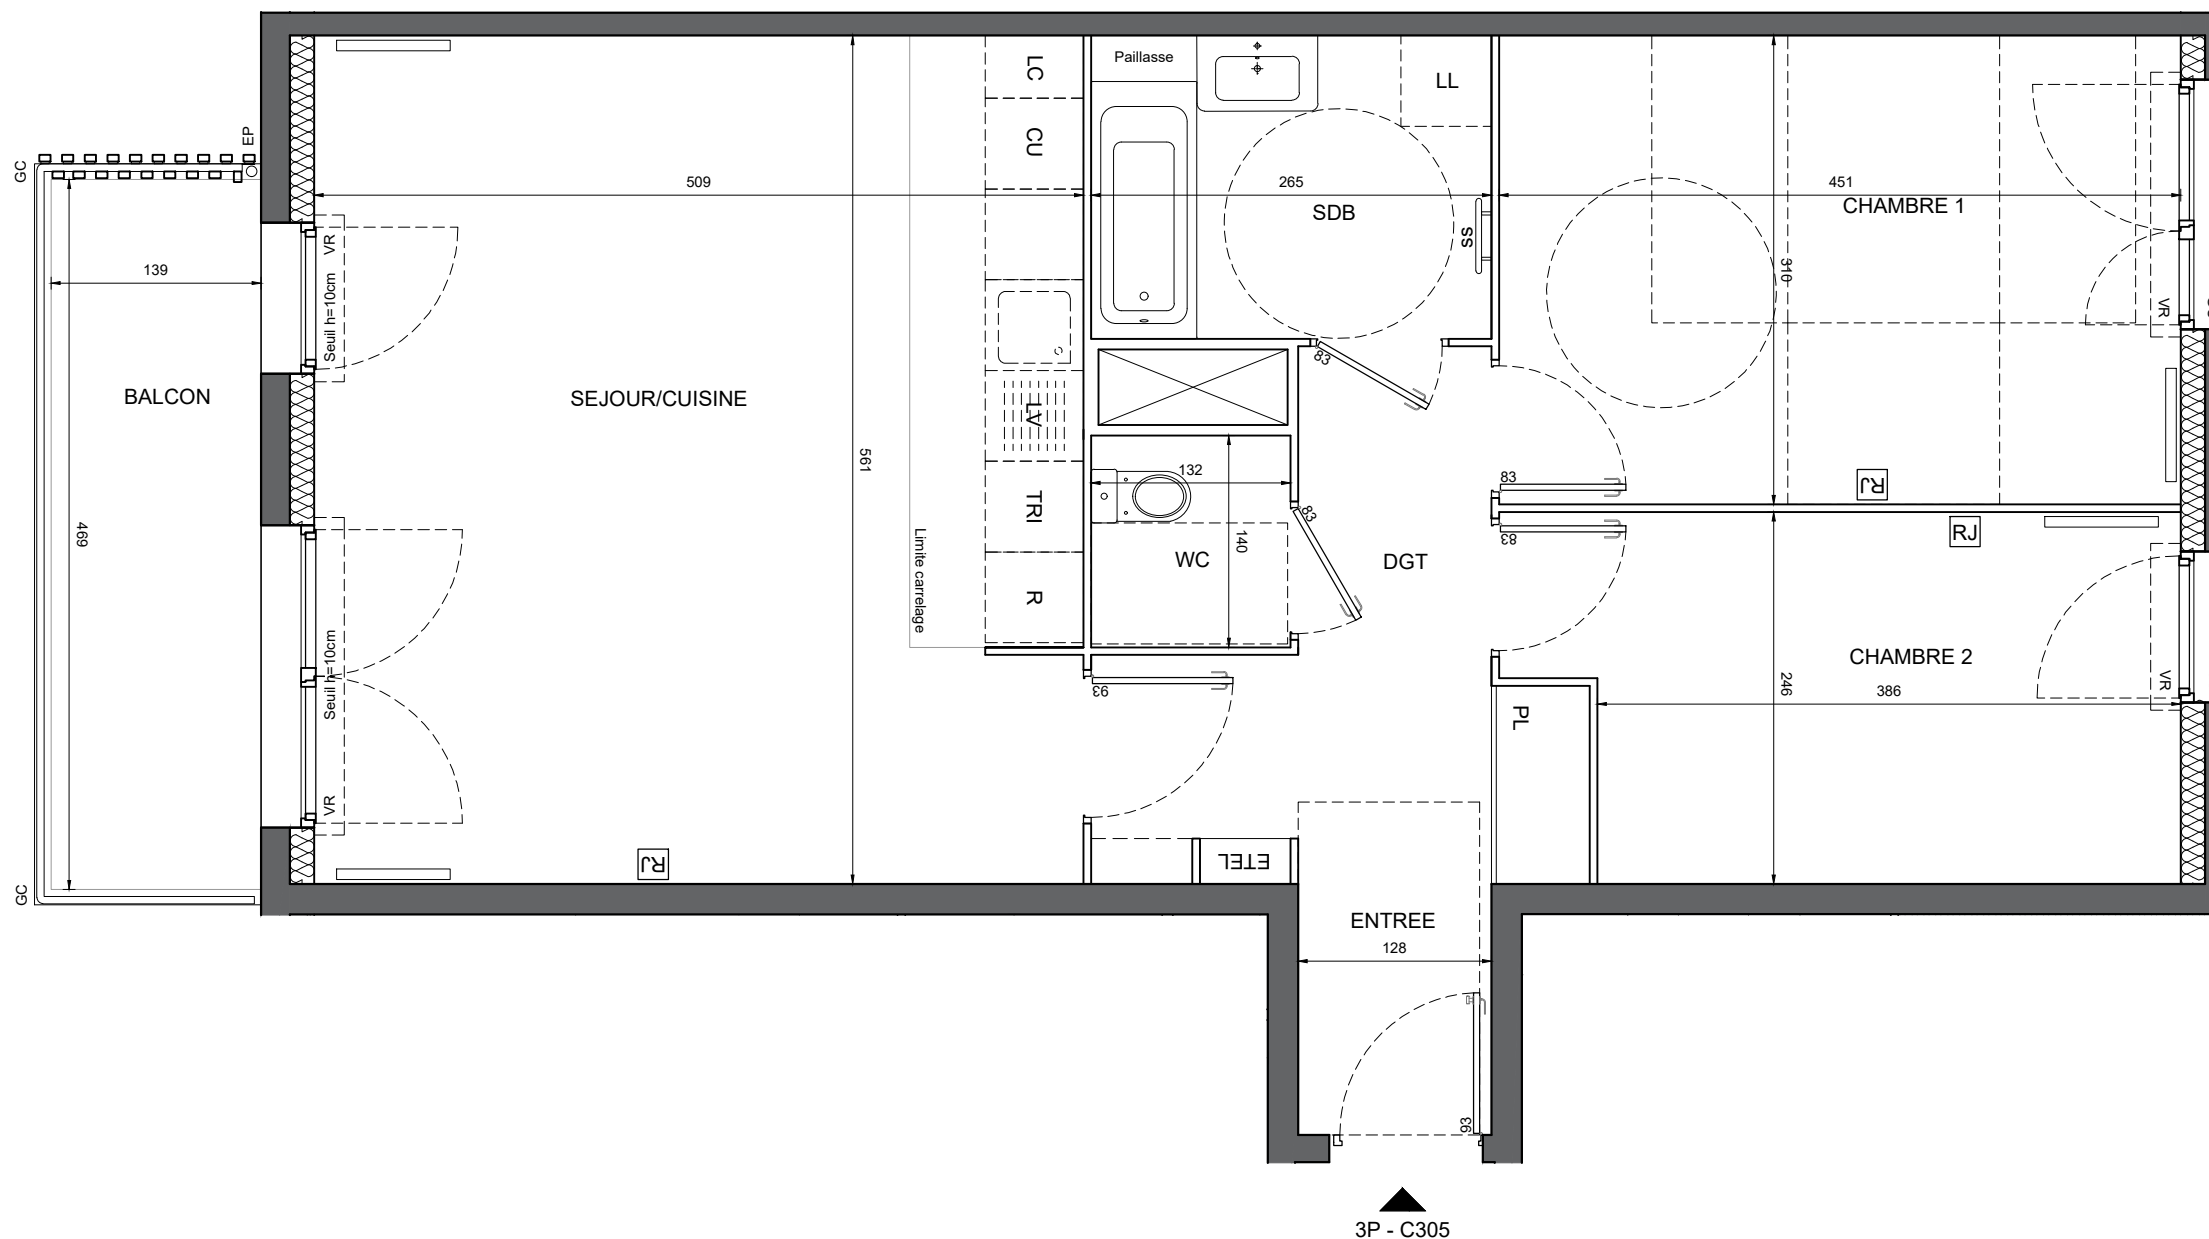 Paillasse
LC
LL
EP
CU
GC
509
265
451
SDB
CHAMBRE 1
SS
VR
139
310
Seuil h=10cm
VR
83
BALCON
SEJOUR/CUISINE
LV
561
132
83
RJ
469
TRI
83
83
RJ
140
WC
DGT
Limite carrelage
R
Seuil h=10cm
CHAMBRE 2
VR
246
386
93
PL
VR
RJ
ETEL
GC
ENTREE
128
93
3P - C305